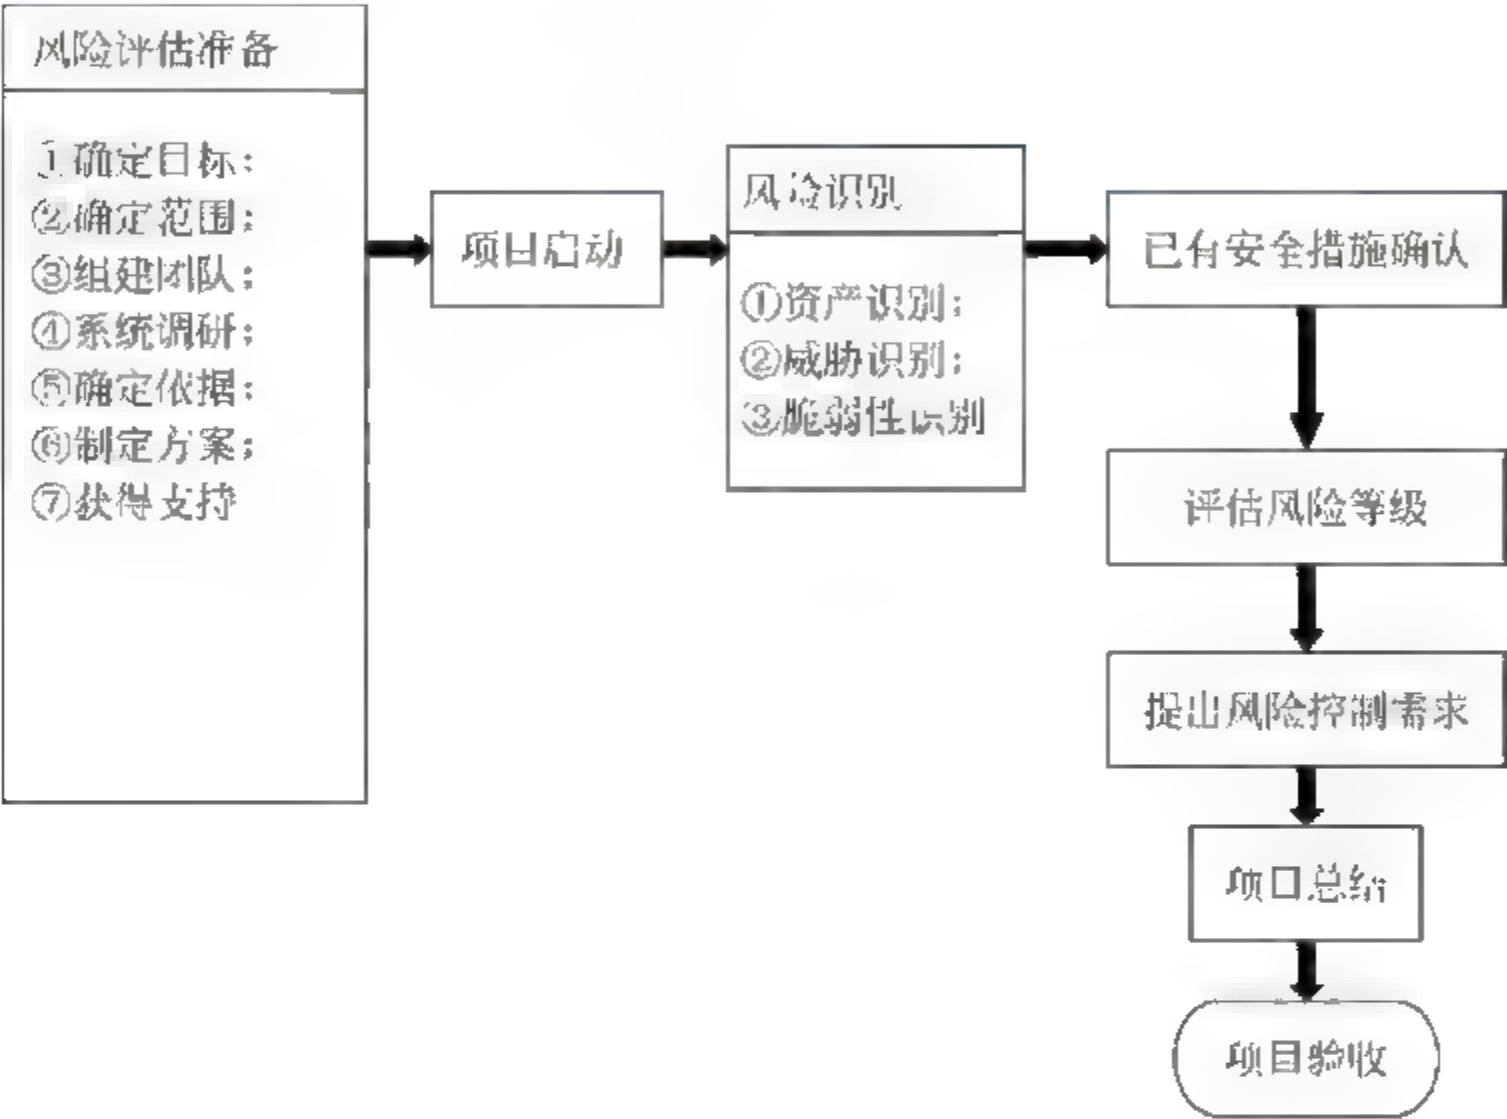 风险评估准备
①确定目标；
②确定范围；
③组建团队；
④系统调研；
⑤确定依据；
⑥制定方案；
⑦获得支持
项目启动
风险识别
①资产识别；
②威胁识别；
③脆弱性识别
已有安全措施确认
评估风险等级
提出风险控制需求
项目总结
项目验收